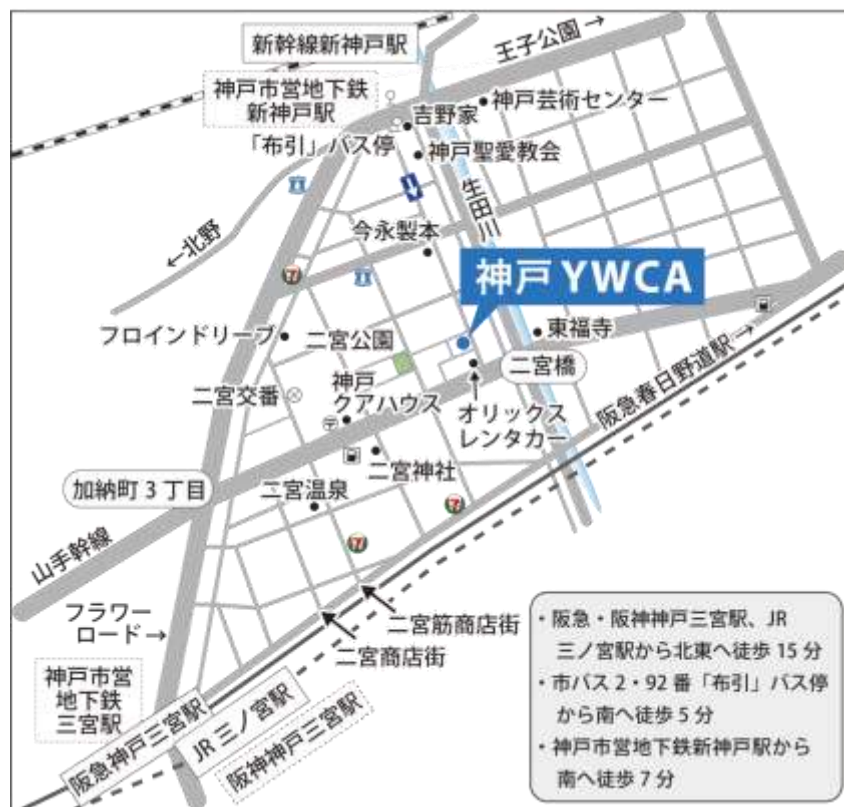 新幹線新神戸駅
王子公園→
神戸市営地下鉄
新神戸駅
神戸芸術センター
吉野家
「布引」バス停
神戸聖愛教会
生田川
←北野
今永製本
7
神戸 YWCA
フロインドリーブ
二宮公園
東福寺
二宮橋
阪急春日野道駅→
二宮交番
神戸
クアハウス
オリックス
レンタカー
二宮神社
加納町 3 丁目
二宮温泉
7
7
山手幹線
フラワー
ロード→
二宮筋商店街
二宮商店街
神戸市営
地下鉄
三宮駅
阪急神戸三宮駅
JR 三ノ宮駅
阪神神戸三宮駅
・阪急・阪神神戸三宮駅、JR
三ノ宮駅から北東へ徒歩 15 分
・市バス 2・92 番「布引」バス停
から南へ徒歩 5 分
・神戸市営地下鉄新神戸駅から
南へ徒歩 7 分